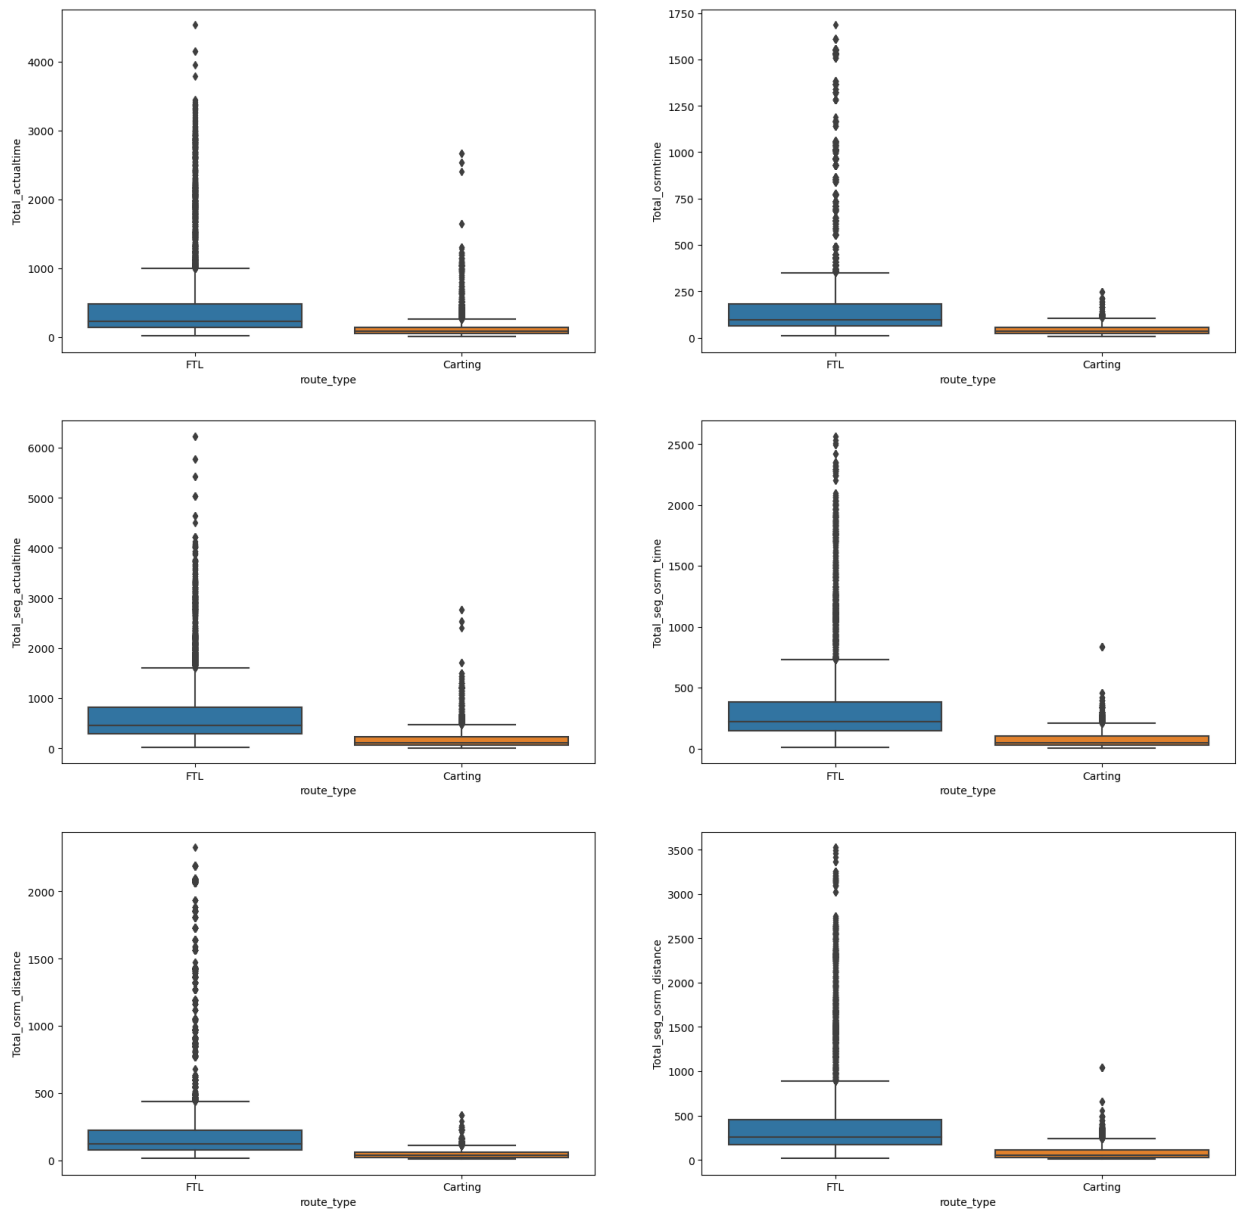 Total_actualtime
4000
3000
2000
1000
0
FTL
Carting
route_type
Total_osrmtime
1750
1500
1250
1000
750
500
250
0
FTL
Carting
route_type
Total_seg_actualtime
6000
5000
4000
3000
2000
1000
0
FTL
Carting
route_type
Total_seg_osrm_time
2500
2000
1500
1000
500
0
FTL
Carting
route_type
Total_osrm_distance
2000
1500
1000
500
0
FTL
Carting
route_type
Total_seg_osrm_distance
3500
3000
2500
2000
1500
1000
500
0
FTL
Carting
route_type